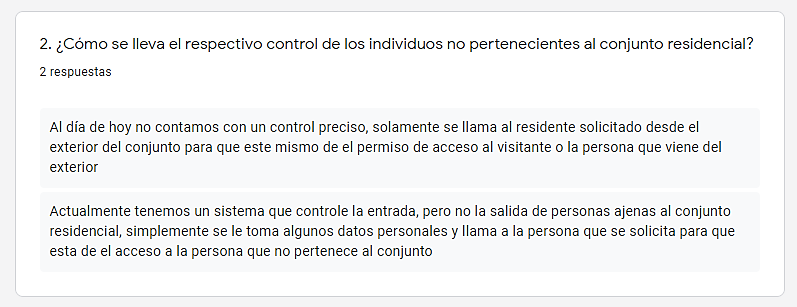 2. ¿Cómo se lleva el respectivo control de los individuos no pertenecientes al conjunto residencial?
2 respuestas
Al día de hoy no contamos con un control preciso, solamente se llama al residente solicitado desde el
exterior del conjunto para que este mismo de el permiso de acceso al visitante o la persona que viene del
exterior
Actualmente tenemos un sistema que controle la entrada, pero no la salida de personas ajenas al conjunto
residencial, simplemente se le toma algunos datos personales y llama a la persona que se solicita para que
esta de el acceso a la persona que no pertenece al conjunto